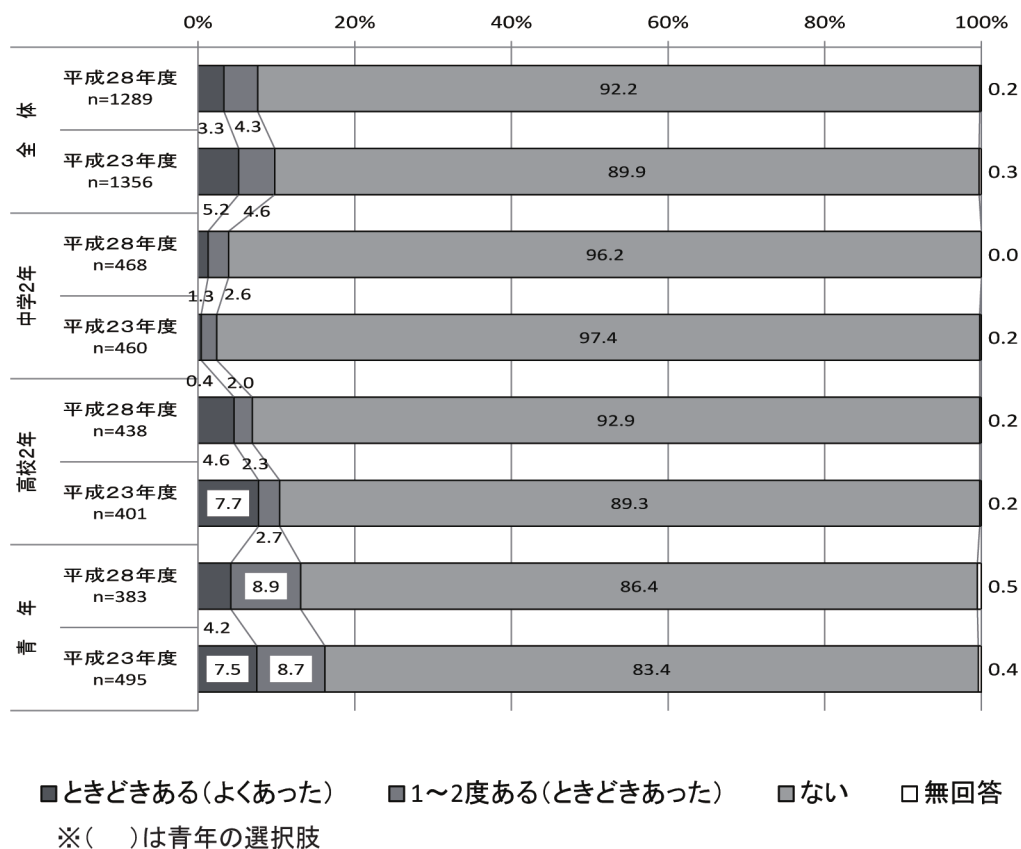 0% 20% 40% 60% 80% 100%
全体
平成28年度
n=1289
92.2 0.2
3.3 4.3
平成23年度
n=1356
89.9 0.3
5.2 4.6
中学2年
平成28年度
n=468
96.2 0.0
1.3 2.6
平成23年度
n=460
97.4 0.2
0.4 2.0
高校2年
平成28年度
n=438
92.9 0.2
4.6 2.3
平成23年度
n=401
7.7 89.3 0.2
2.7
青年
平成28年度
n=383
8.9 86.4 0.5
4.2
平成23年度
n=495
7.5 8.7 83.4 0.4
ときどきある(よくあった) 1~2度ある(ときどきあった) ない 無回答
※( )は青年の選択肢